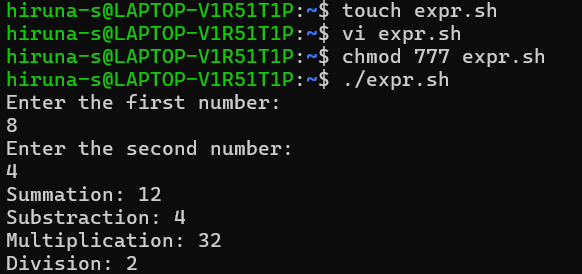 hiruna-s@LAPTOP-V1R51T1P:~$ touch expr.sh
hiruna-s@LAPTOP-V1R51T1P:~$ vi expr.sh
hiruna-s@LAPTOP-V1R51T1P:~$ chmod 777 expr.sh
hiruna-s@LAPTOP-V1R51T1P:~$ ./expr.sh
Enter the first number:
8
Enter the second number:
4
Summation: 12
Substraction: 4
Multiplication: 32
Division: 2